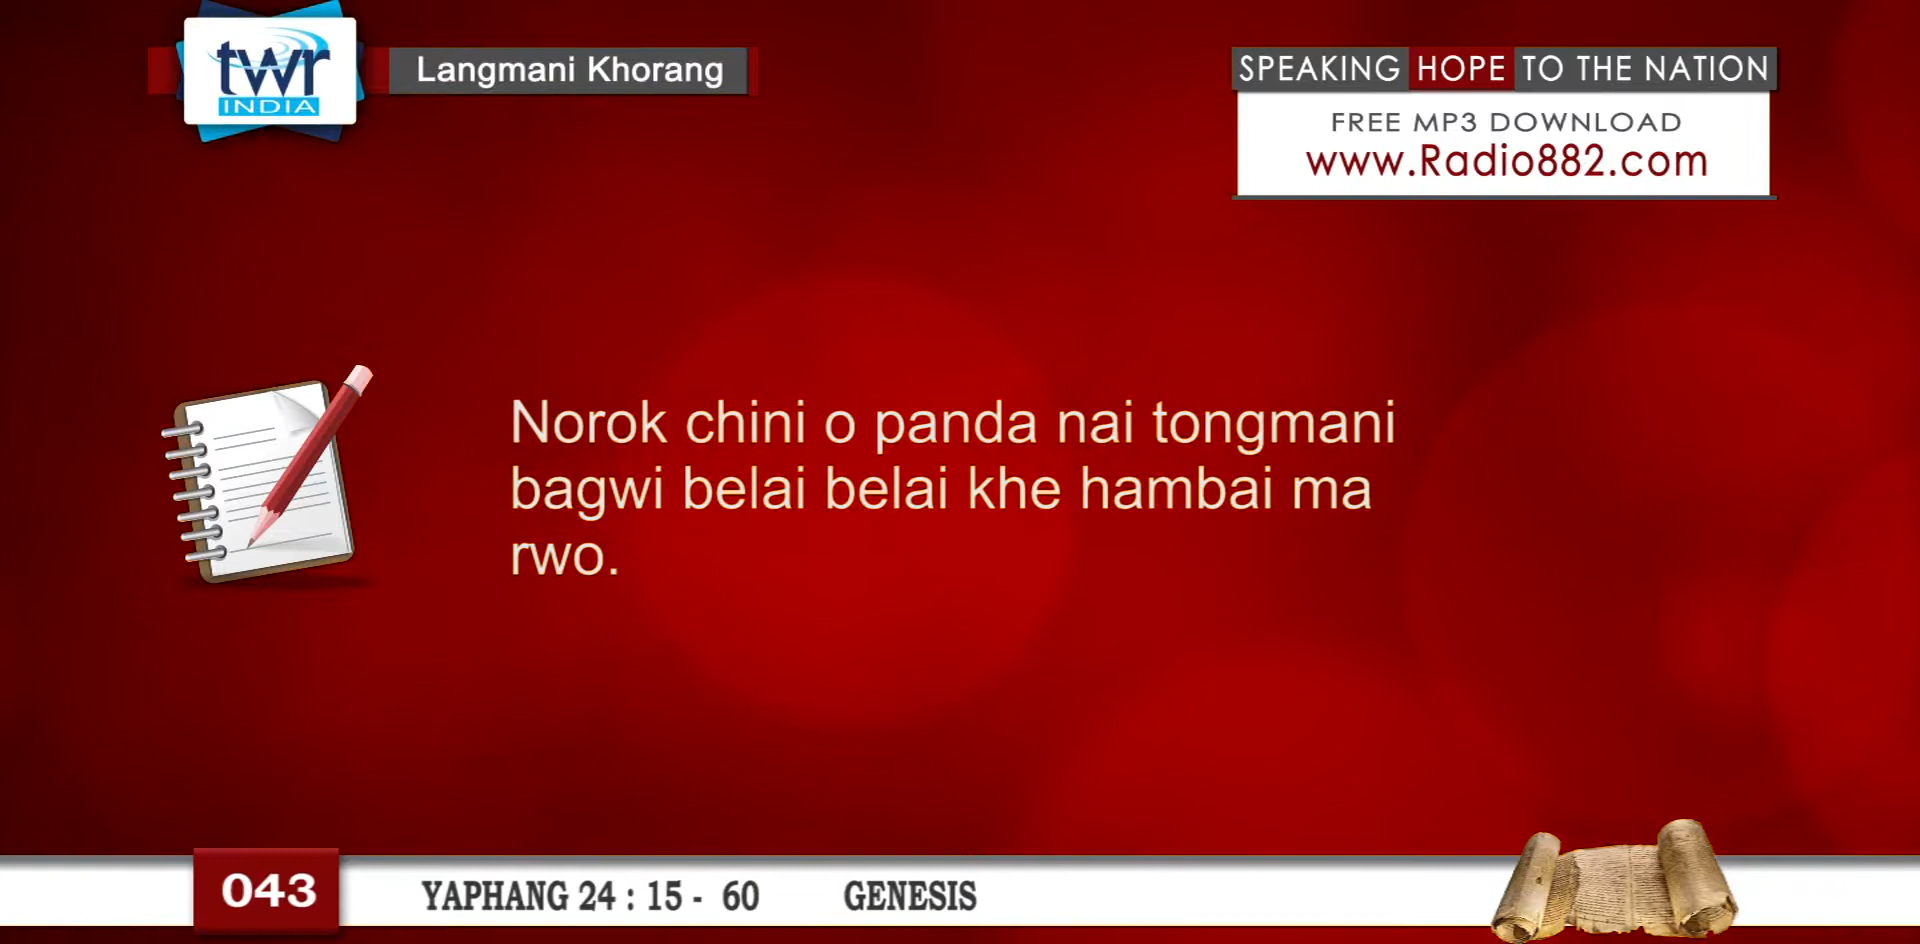 twr
INDIA
Langmani Khorang
SPEAKING HOPE TO THE NATION
FREE MP3 DOWNLOAD
www.Radio882.com
Norok chini o panda nai tongmani
bagwi belai belai khe hambai ma
rwo.
043
YAPHANG 24 : 15 - 60 GENESIS